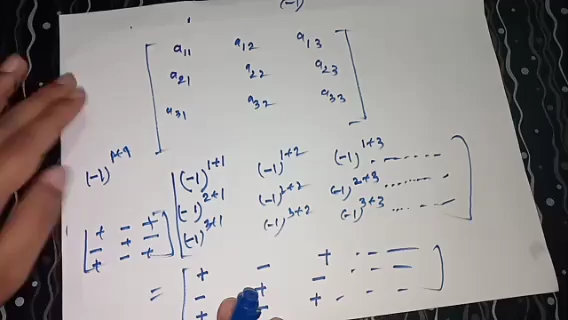 (-1)
a11 a12 a13
a21 a22 a23
a31 a32 a33
(-1)^p+q
(-1)^1+1 (-1)^1+2 (-1)^1+3 .------
(-1)^2+1 (-1)^2+2 (-1)^2+3 .......
(-1)^3+1 (-1)^3+2 (-1)^3+3 .... --
+ - +
- + -
+ - +
= + - + . - --
- + - . - - -
+ - + - . - -